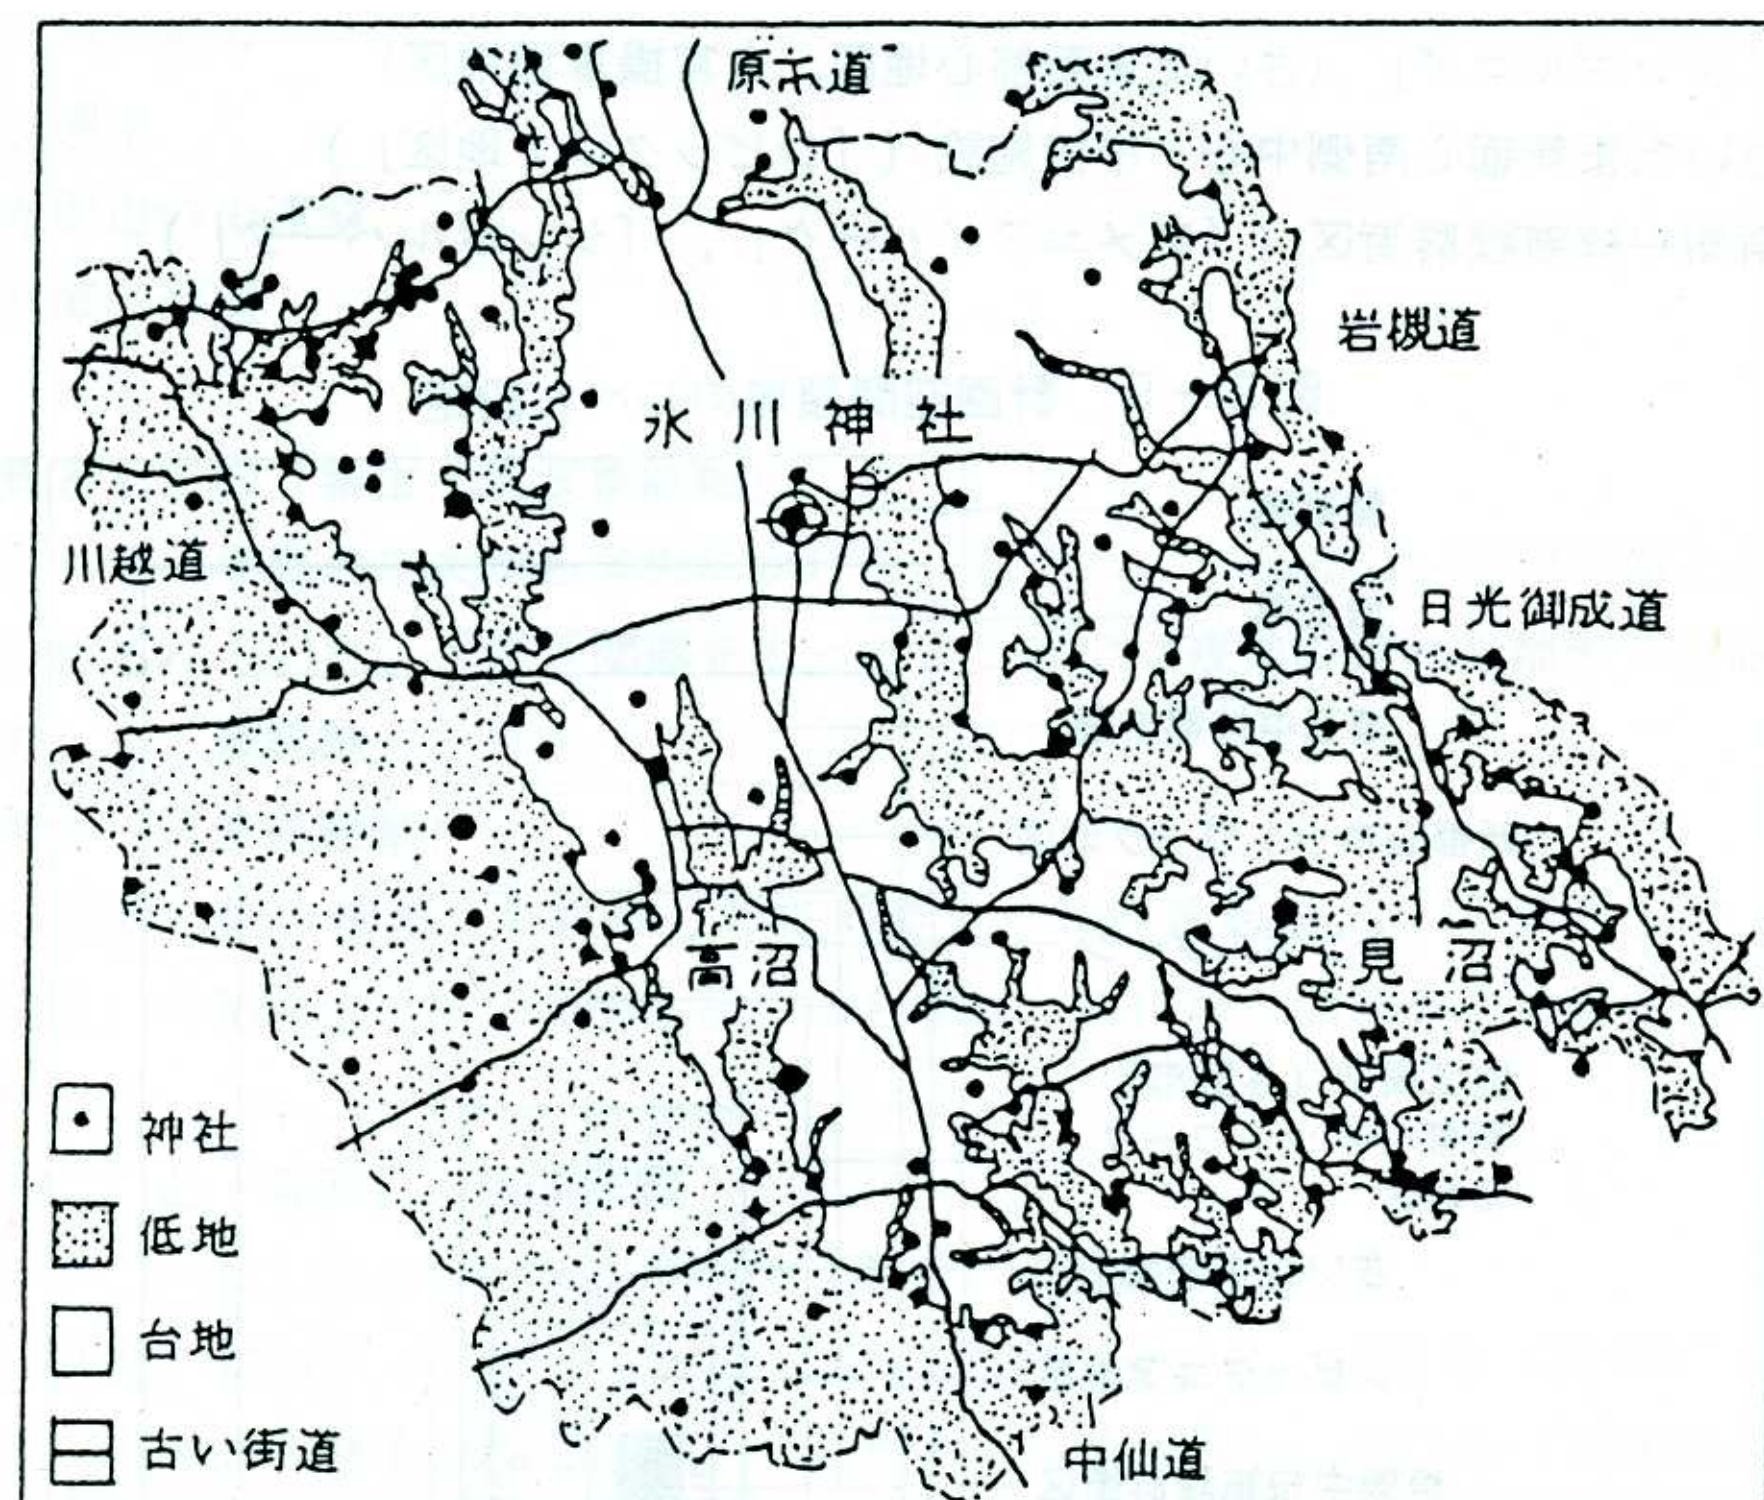 原市道
岩槻道
氷川神社
川越道
日光御成道
高沼
見沼
神社
低地
台地
古い街道
中仙道